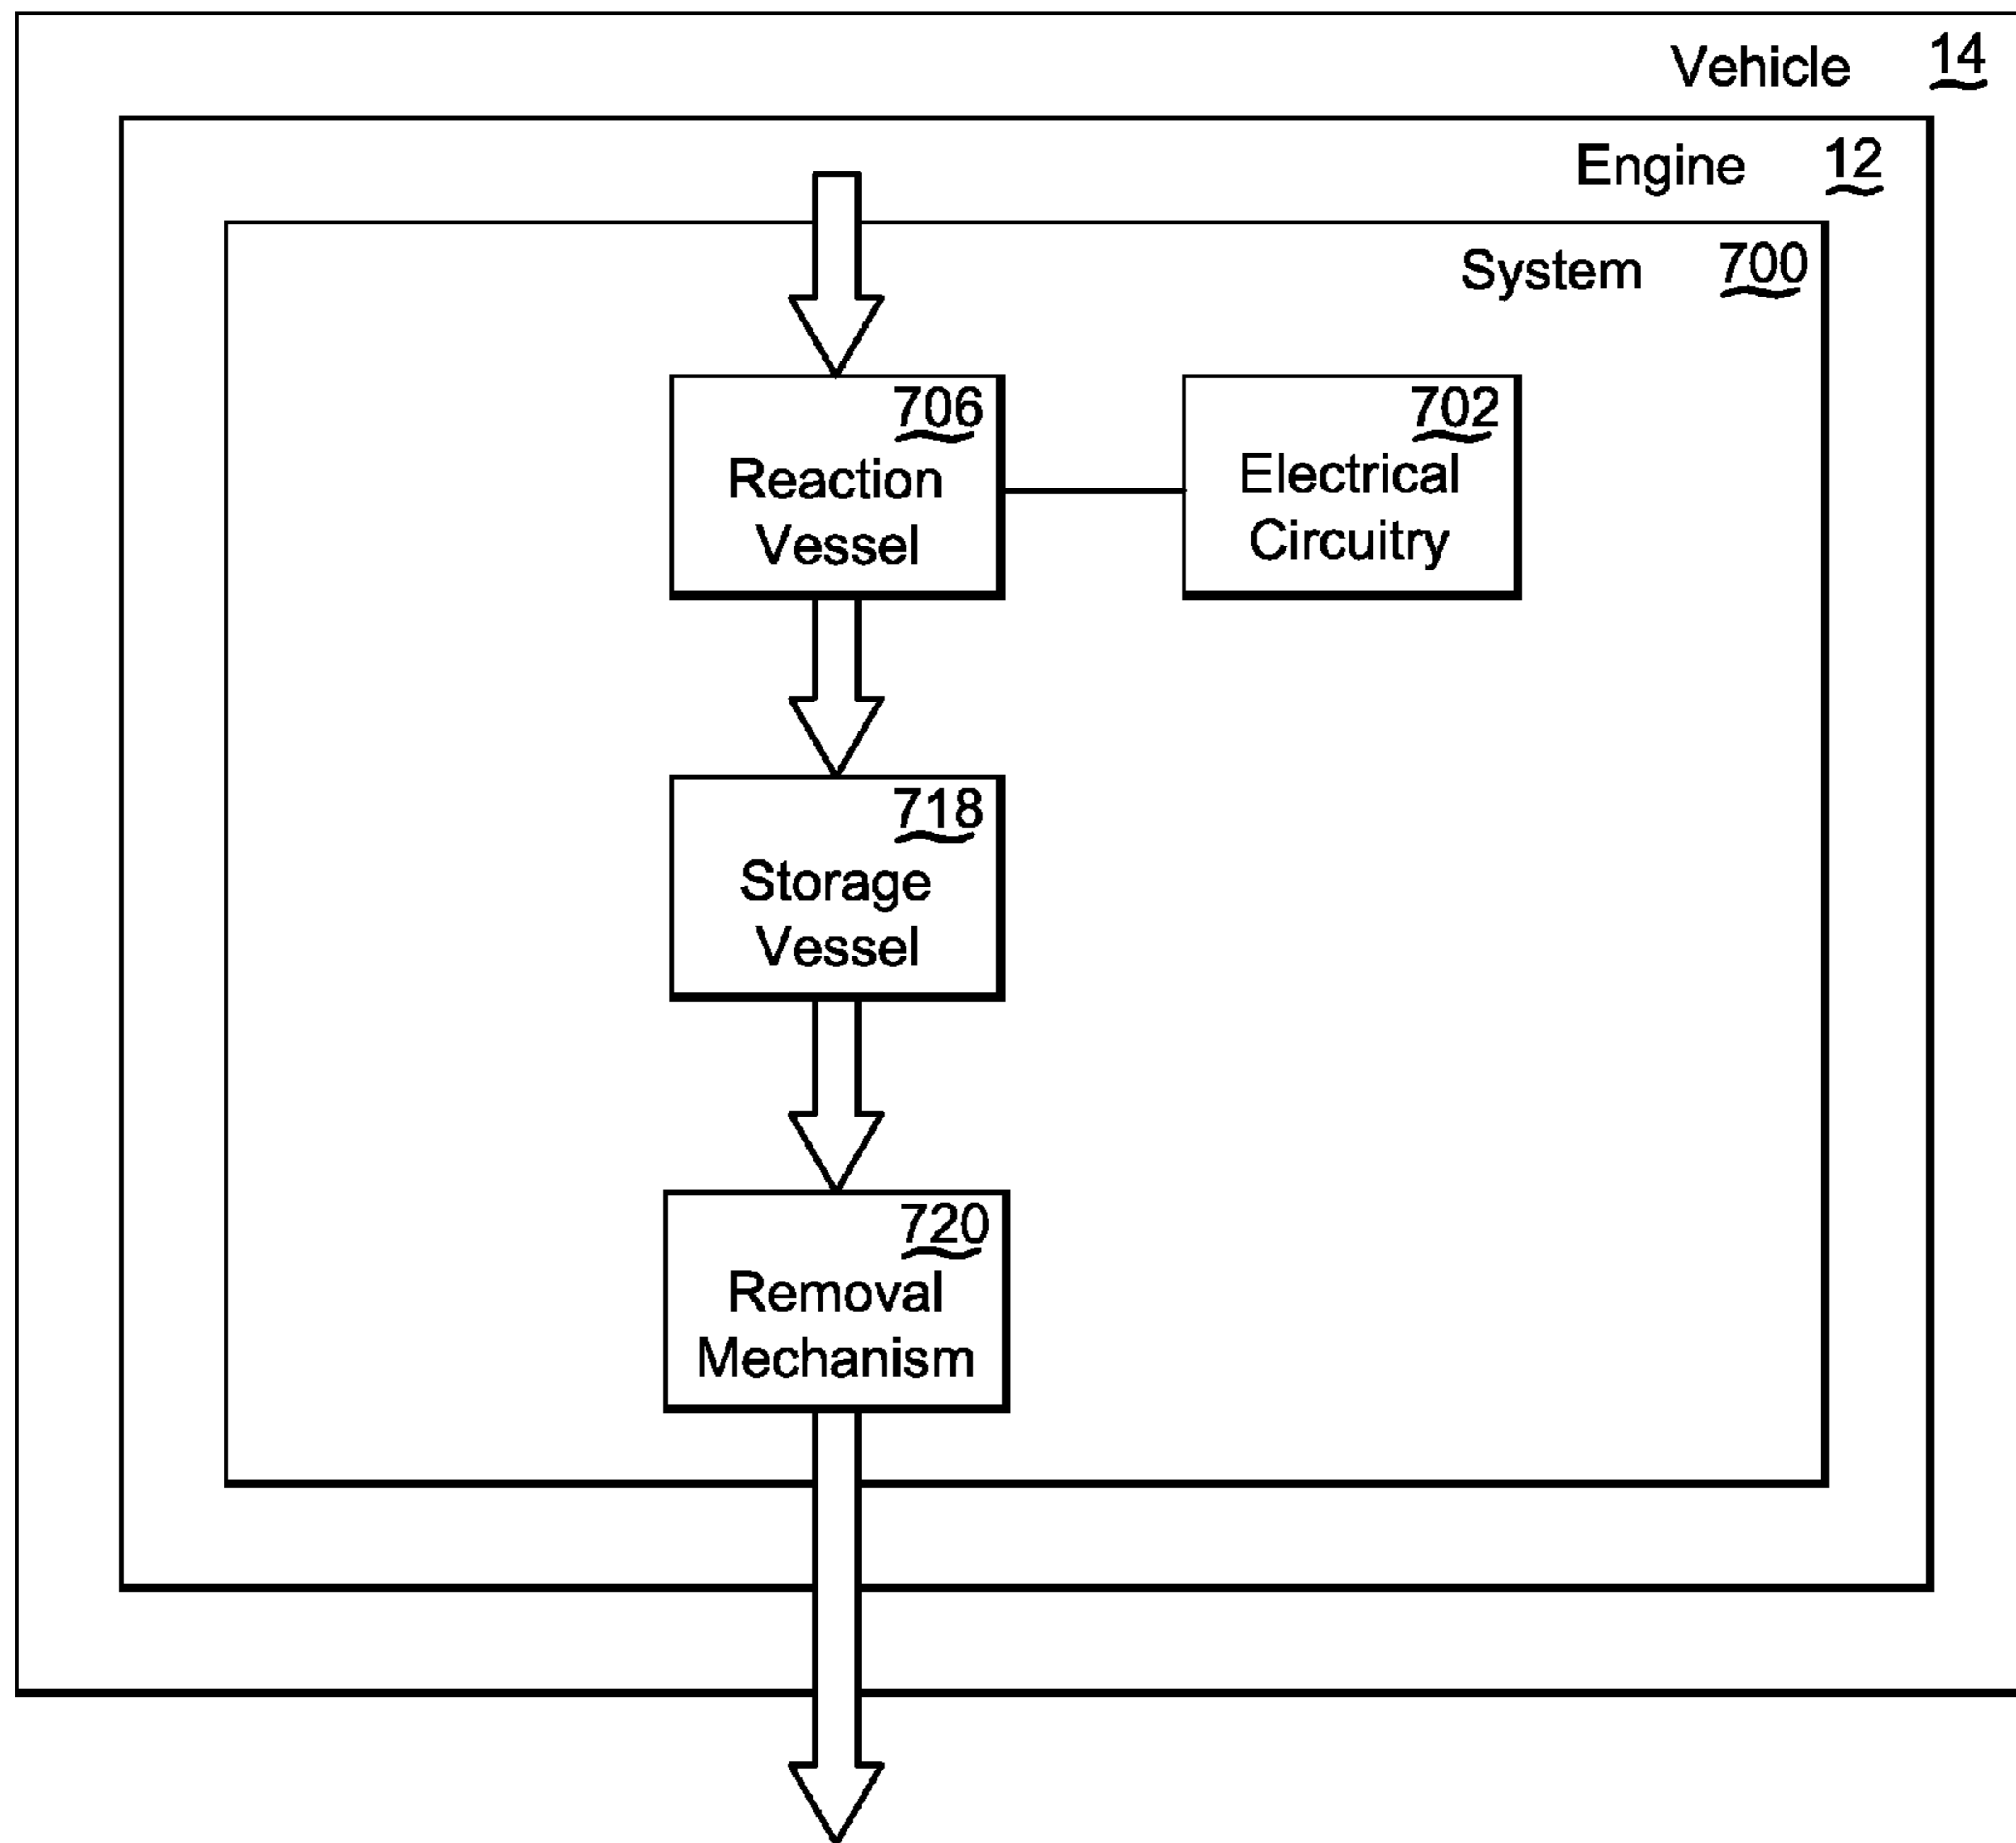 Vehicle 14
Engine 12
System 700
706
Reaction
Vessel
702
Electrical
Circuitry
718
Storage
Vessel
720
Removal
Mechanism